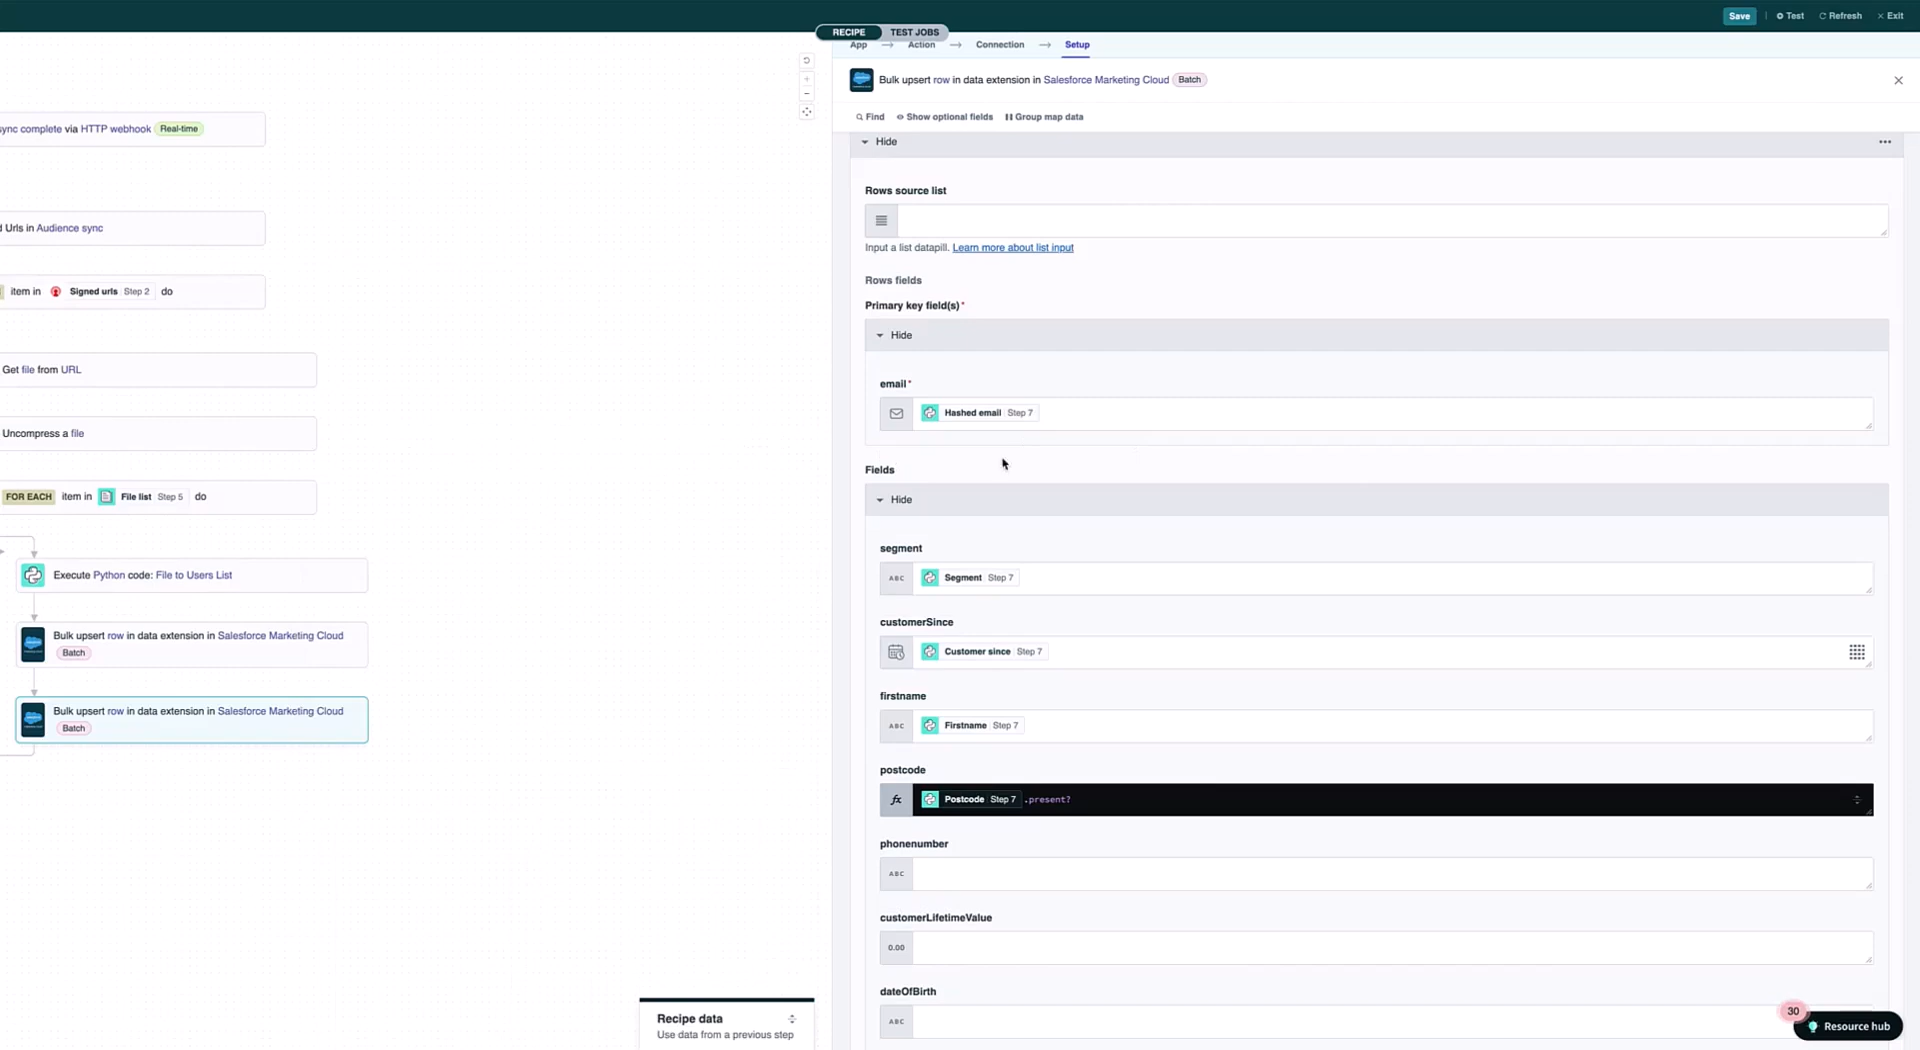 Save
Test
Refresh
Exit
RECIPE
TEST JOBS
App
Action
Connection
Setup
Bulk upsert row in data extension in Salesforce Marketing Cloud Batch
Find
Show optional fields
Group map data
Hide
Rows source list
Input a list datapill. Learn more about list input
Rows fields
Primary key field(s)*
Hide
email*
Hashed email Step 7
Fields
Hide
segment
ABC
Segment Step 7
customerSince
Customer since Step 7
firstname
ABC
Firstname Step 7
postcode
fx
Postcode Step 7 .present?
phonenumber
ABC
customerLifetimeValue
0.00
dateOfBirth
ABC
sync complete via HTTP webhook Real-time
Urls in Audience sync
item in Signed urls Step 2 do
Get file from URL
Uncompress a file
FOR EACH item in File list Step 5 do
Execute Python code: File to Users List
Bulk upsert row in data extension in Salesforce Marketing Cloud
Batch
Bulk upsert row in data extension in Salesforce Marketing Cloud
Batch
Recipe data
Use data from a previous step
30
Resource hub